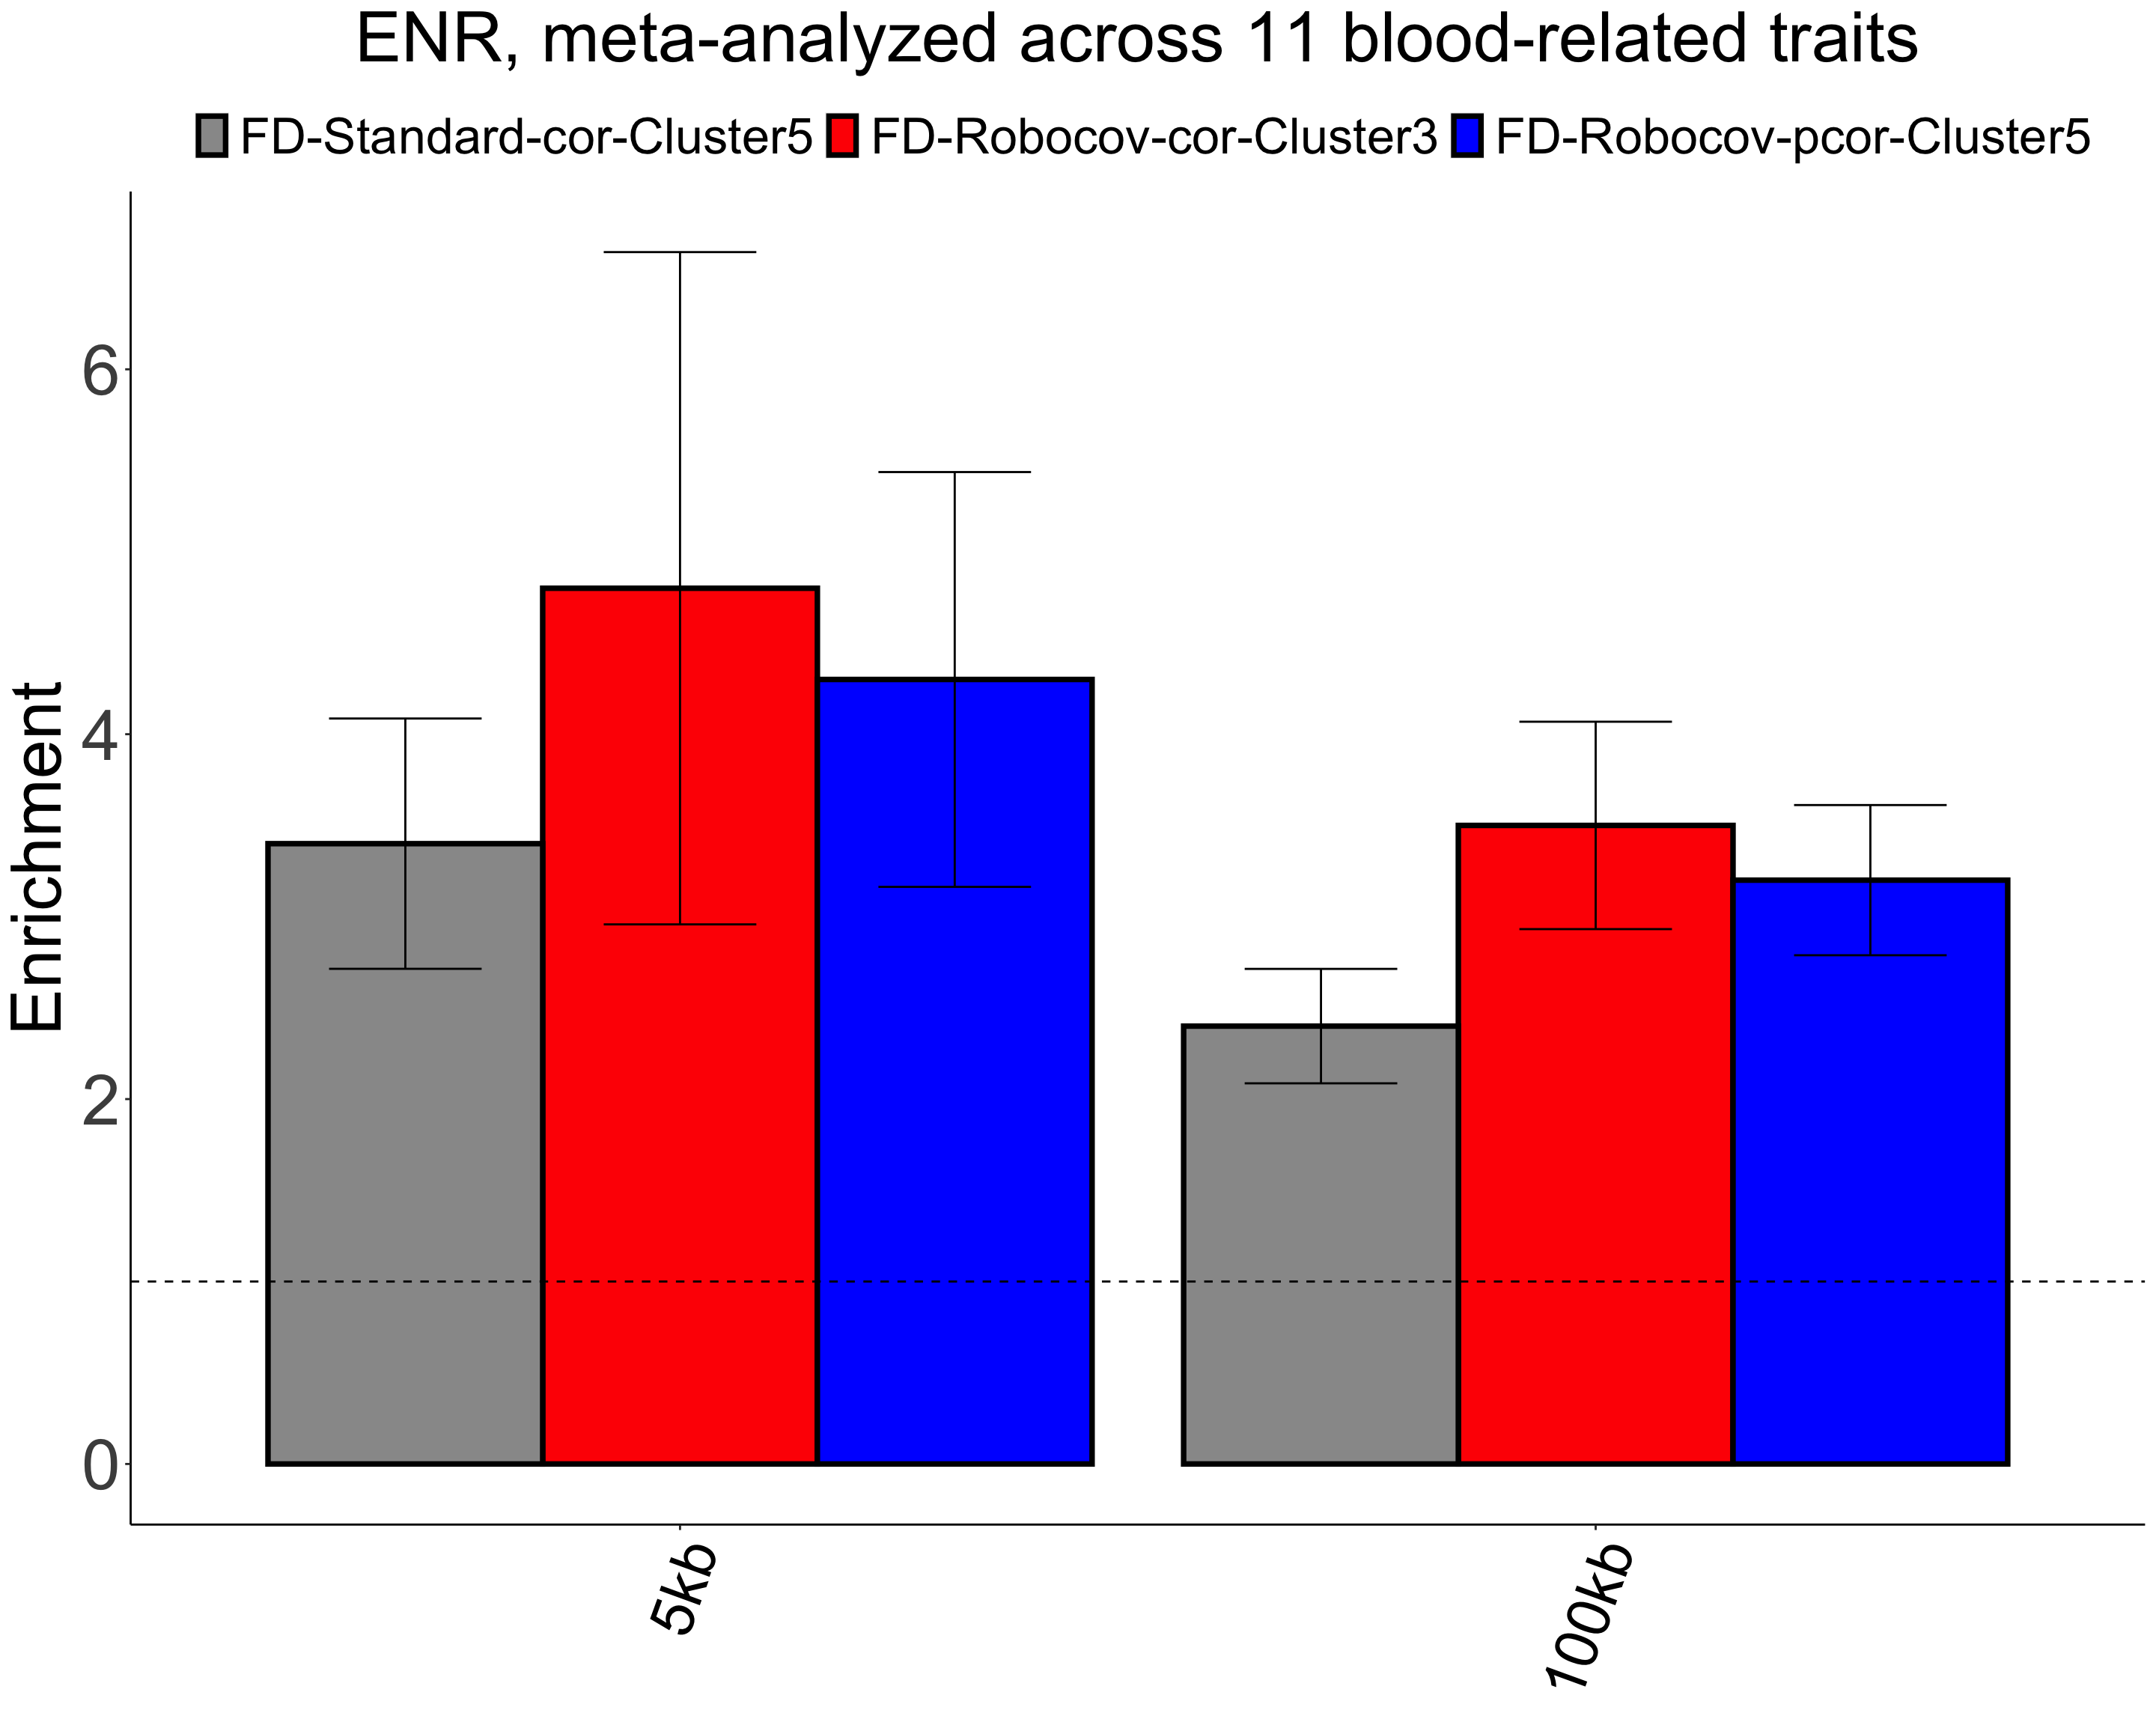 ENR, meta-analyzed across 11 blood-related traits
FD-Standard-cor-Cluster5 FD-Robocov-cor-Cluster3 FD-Robocov-pcor-Cluster5
Enrichment
6
4
2
0
5kb
100kb